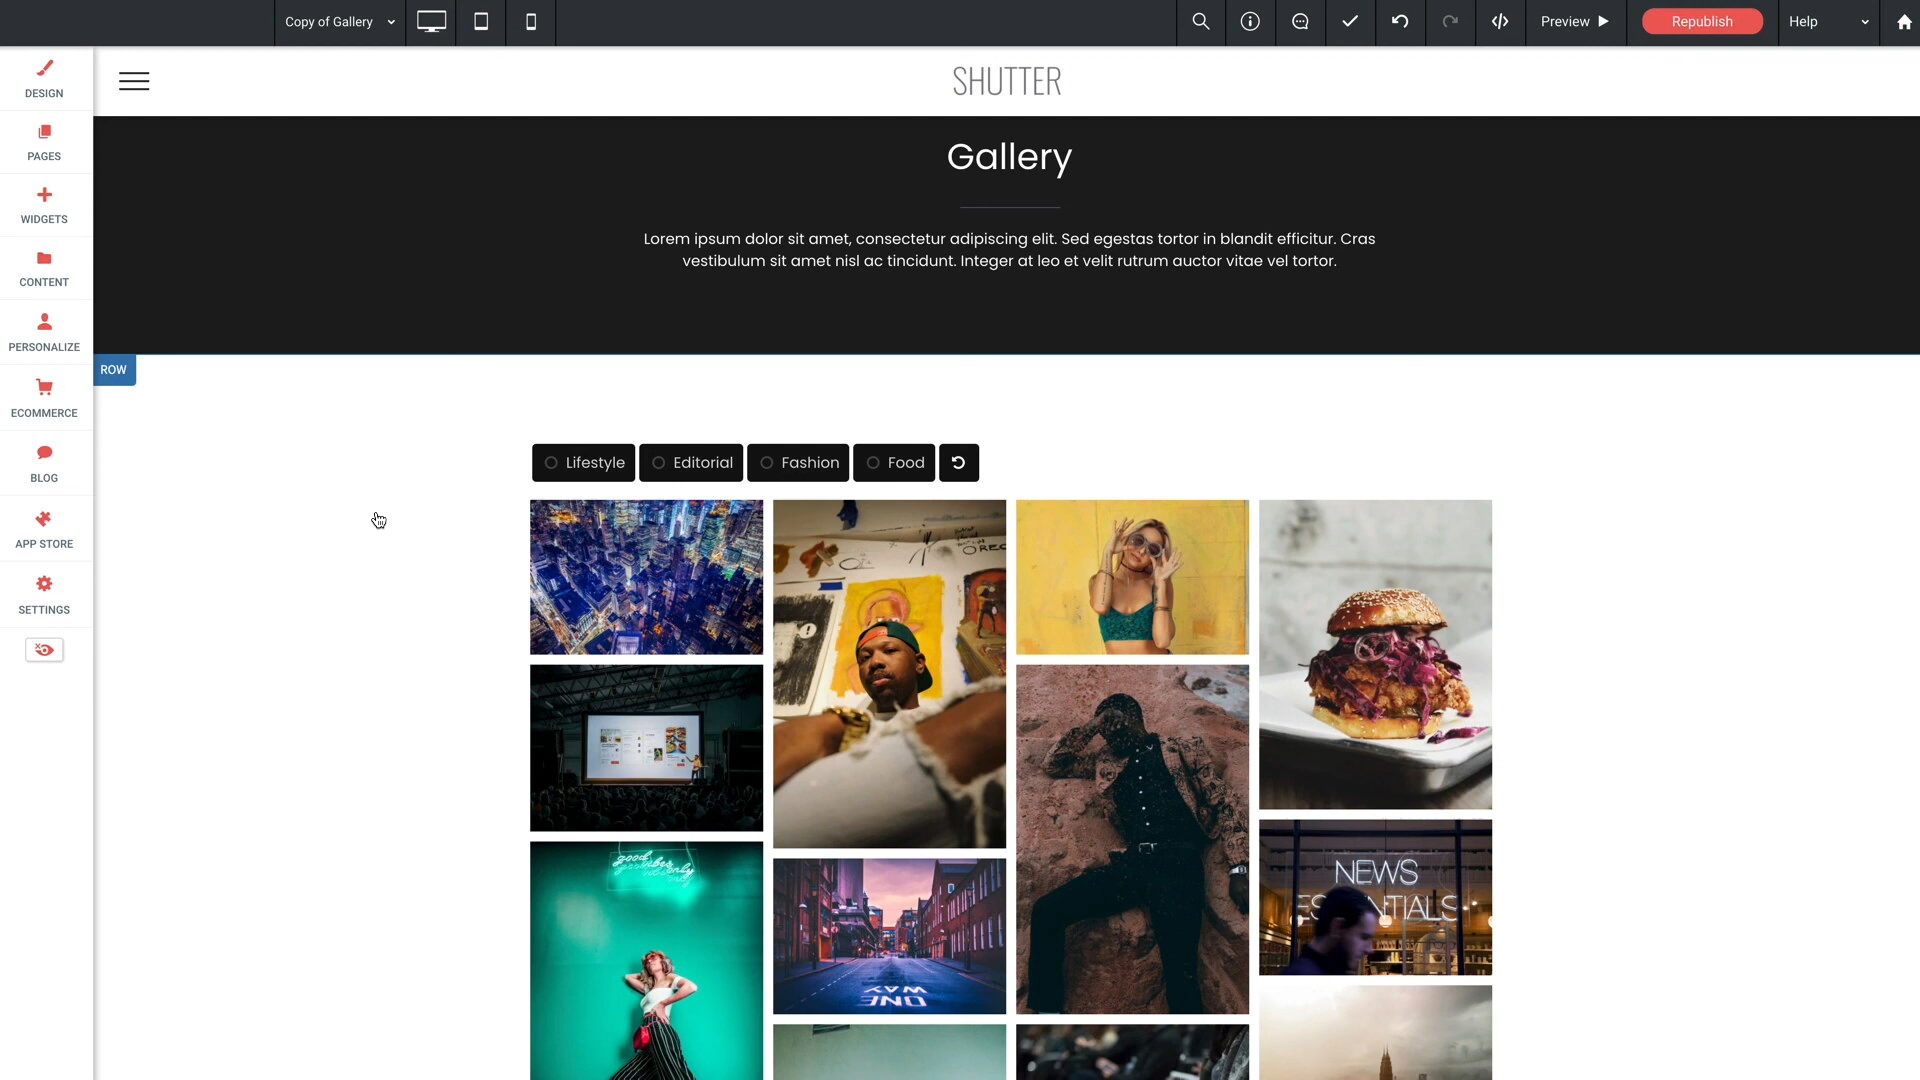 Copy of Gallery
Preview
Republish
Help
DESIGN
PAGES
WIDGETS
CONTENT
PERSONALIZE
ECOMMERCE
BLOG
APP STORE
SETTINGS
SHUTTER
Gallery
Lorem ipsum dolor sit amet, consectetur adipiscing elit. Sed egestas tortor in blandit efficitur. Cras
vestibulum sit amet nisl ac tincidunt. Integer at leo et velit rutrum auctor vitae vel tortor.
ROW
Lifestyle
Editorial
Fashion
Food
good vibes only
ONE
WAY
NEWS